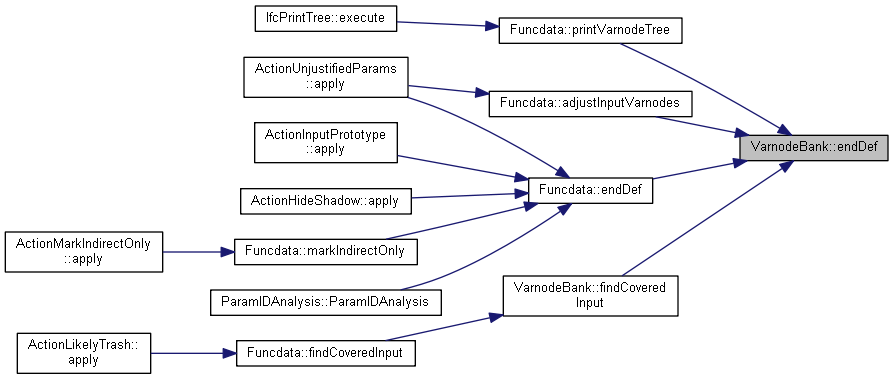 IfcPrintTree::execute
Funcdata::printVarnodeTree
ActionUnjustifiedParams
::apply
Funcdata::adjustInputVarnodes
ActionInputPrototype
::apply
VarnodeBank::endDef
Funcdata::endDef
ActionHideShadow::apply
ActionMarkIndirectOnly
::apply
Funcdata::markIndirectOnly
ParamIDAnalysis::ParamIDAnalysis
VarnodeBank::findCovered
Input
ActionLikelyTrash::
apply
Funcdata::findCoveredInput